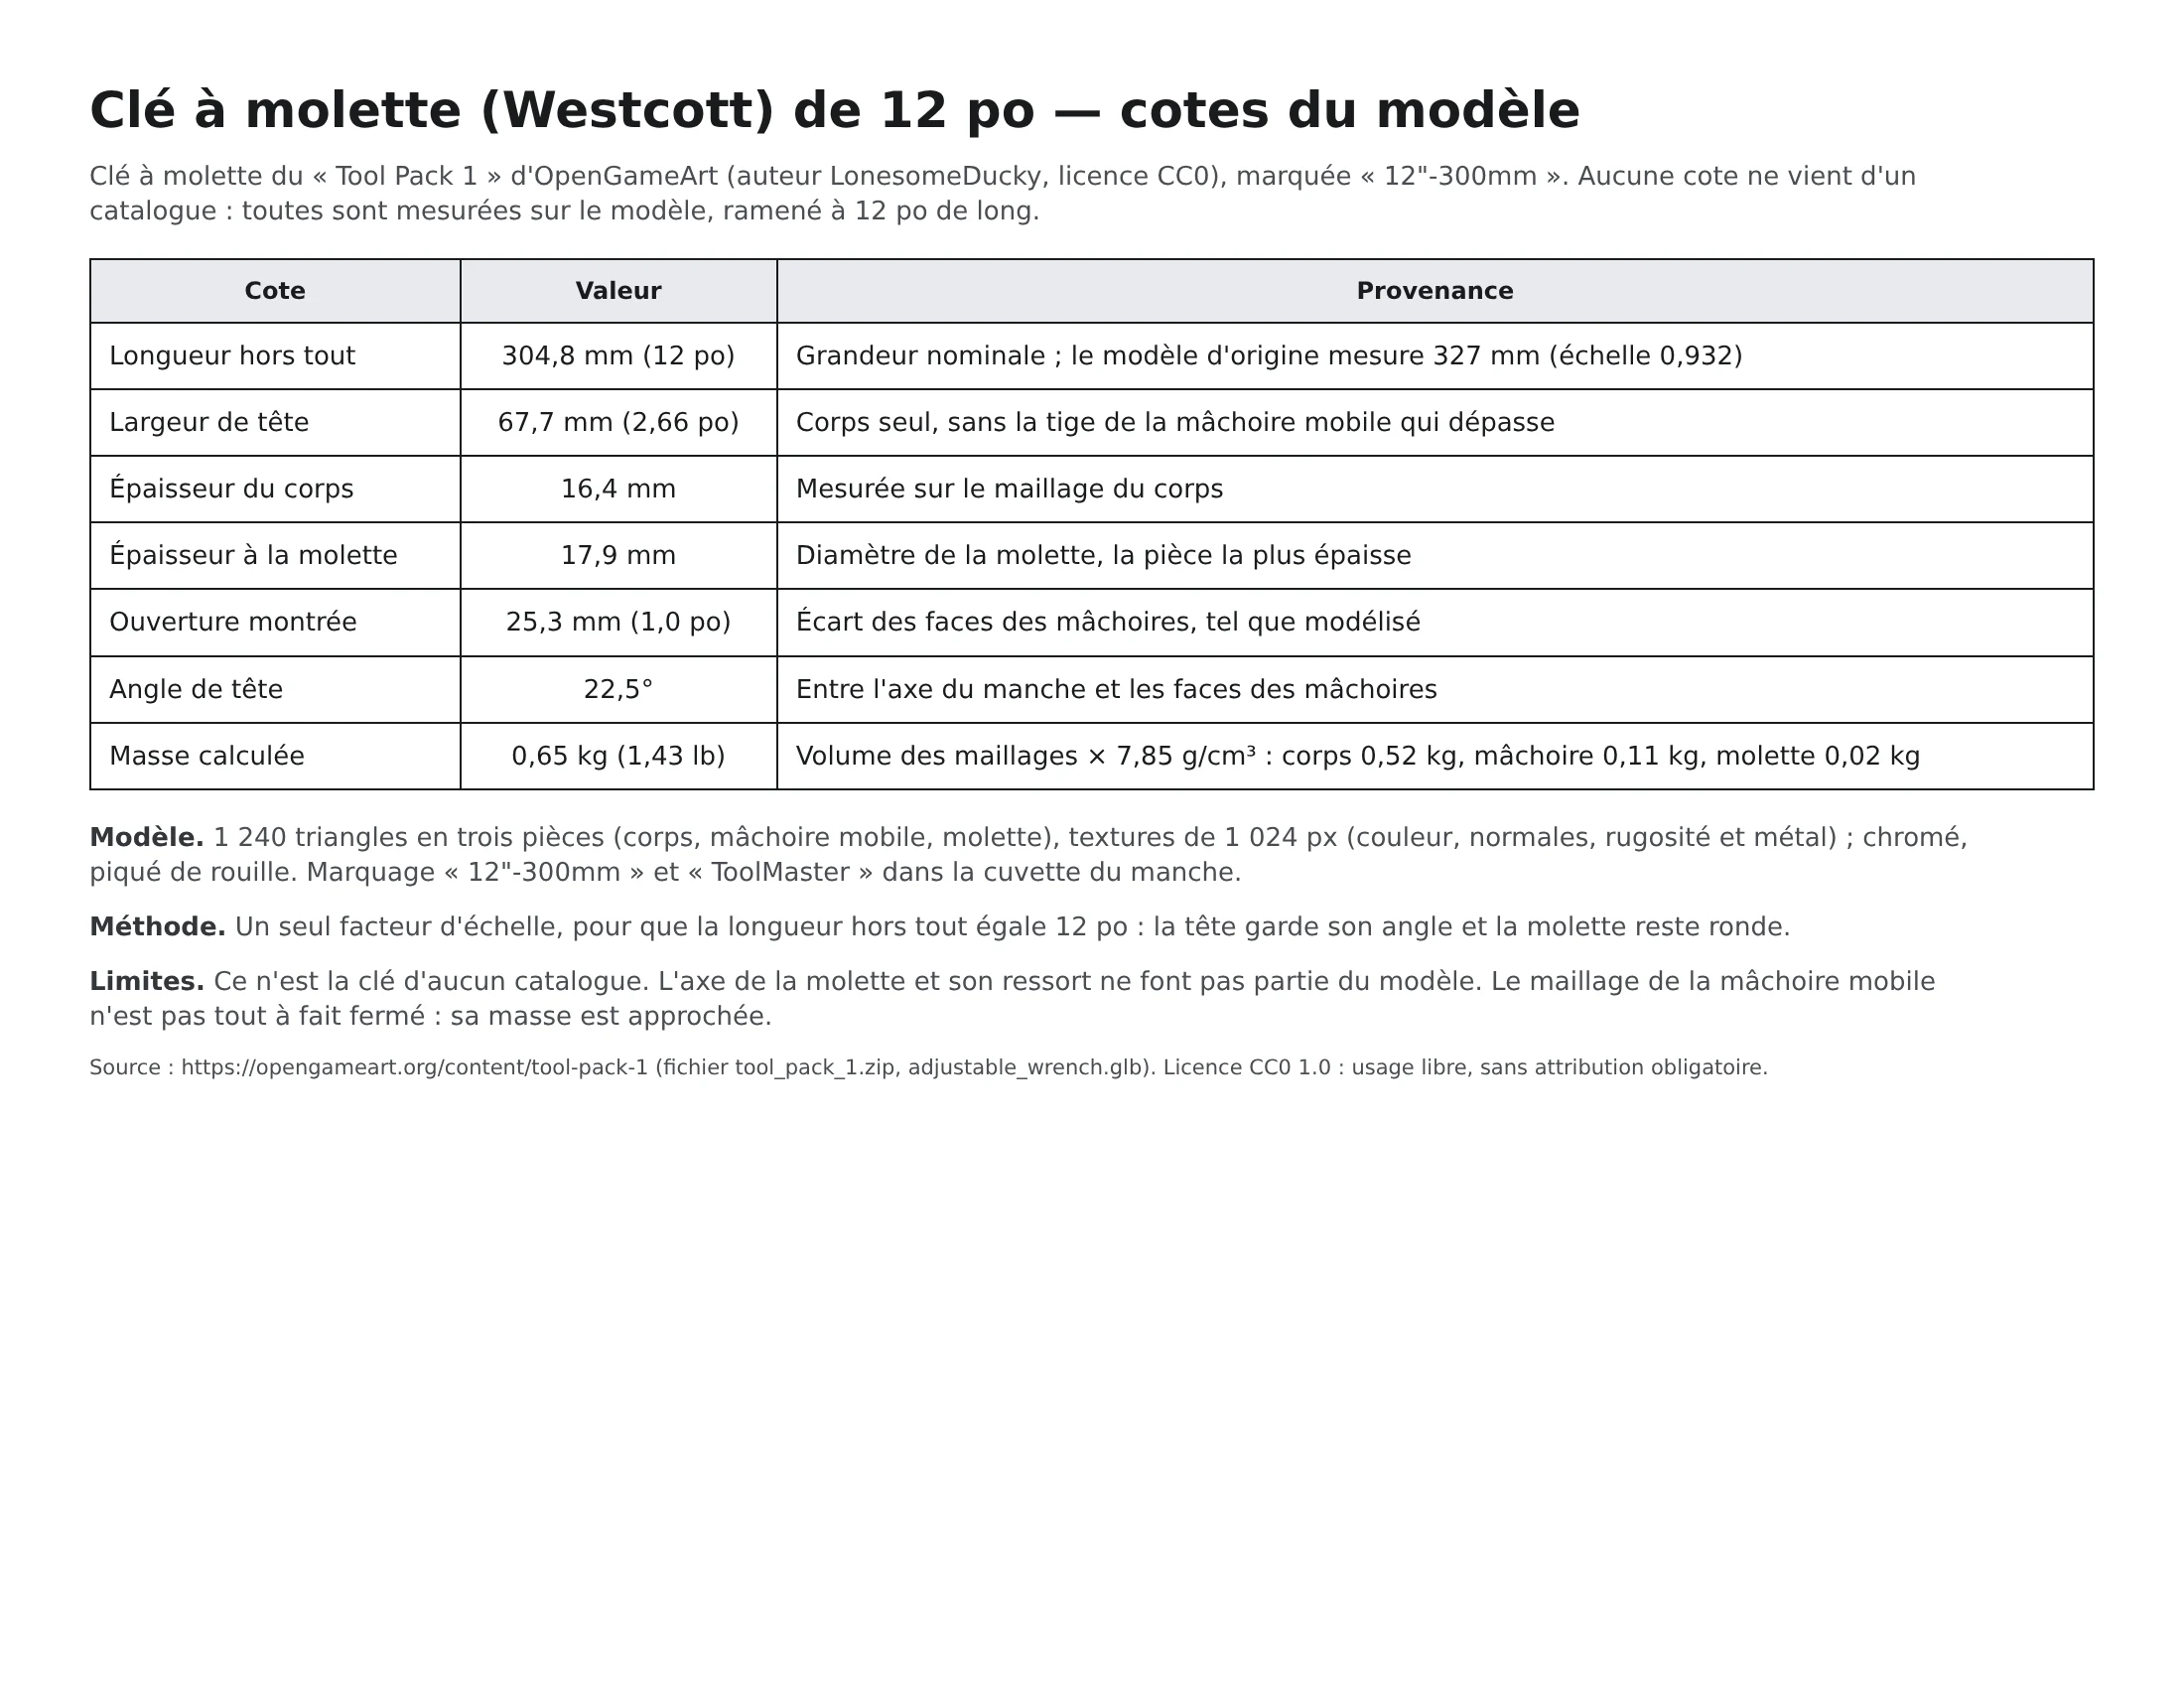 Clé à molette (Westcott) de 12 po — cotes du modèle
Clé à molette du « Tool Pack 1 » d'OpenGameArt (auteur LonesomeDucky, licence CC0), marquée « 12"-300mm ». Aucune cote ne vient d'un
catalogue : toutes sont mesurées sur le modèle, ramené à 12 po de long.
Cote Valeur Provenance
Longueur hors tout 304,8 mm (12 po) Grandeur nominale ; le modèle d'origine mesure 327 mm (échelle 0,932)
Largeur de tête 67,7 mm (2,66 po) Corps seul, sans la tige de la mâchoire mobile qui dépasse
Épaisseur du corps 16,4 mm Mesurée sur le maillage du corps
Épaisseur à la molette 17,9 mm Diamètre de la molette, la pièce la plus épaisse
Ouverture montrée 25,3 mm (1,0 po) Écart des faces des mâchoires, tel que modélisé
Angle de tête 22,5° Entre l'axe du manche et les faces des mâchoires
Masse calculée 0,65 kg (1,43 lb) Volume des maillages × 7,85 g/cm³ : corps 0,52 kg, mâchoire 0,11 kg, molette 0,02 kg
Modèle. 1 240 triangles en trois pièces (corps, mâchoire mobile, molette), textures de 1 024 px (couleur, normales, rugosité et métal) ; chromé,
piqué de rouille. Marquage « 12"-300mm » et « ToolMaster » dans la cuvette du manche.
Méthode. Un seul facteur d'échelle, pour que la longueur hors tout égale 12 po : la tête garde son angle et la molette reste ronde.
Limites. Ce n'est la clé d'aucun catalogue. L'axe de la molette et son ressort ne font pas partie du modèle. Le maillage de la mâchoire mobile
n'est pas tout à fait fermé : sa masse est approchée.
Source : https://opengameart.org/content/tool-pack-1 (fichier tool_pack_1.zip, adjustable_wrench.glb). Licence CC0 1.0 : usage libre, sans attribution obligatoire.